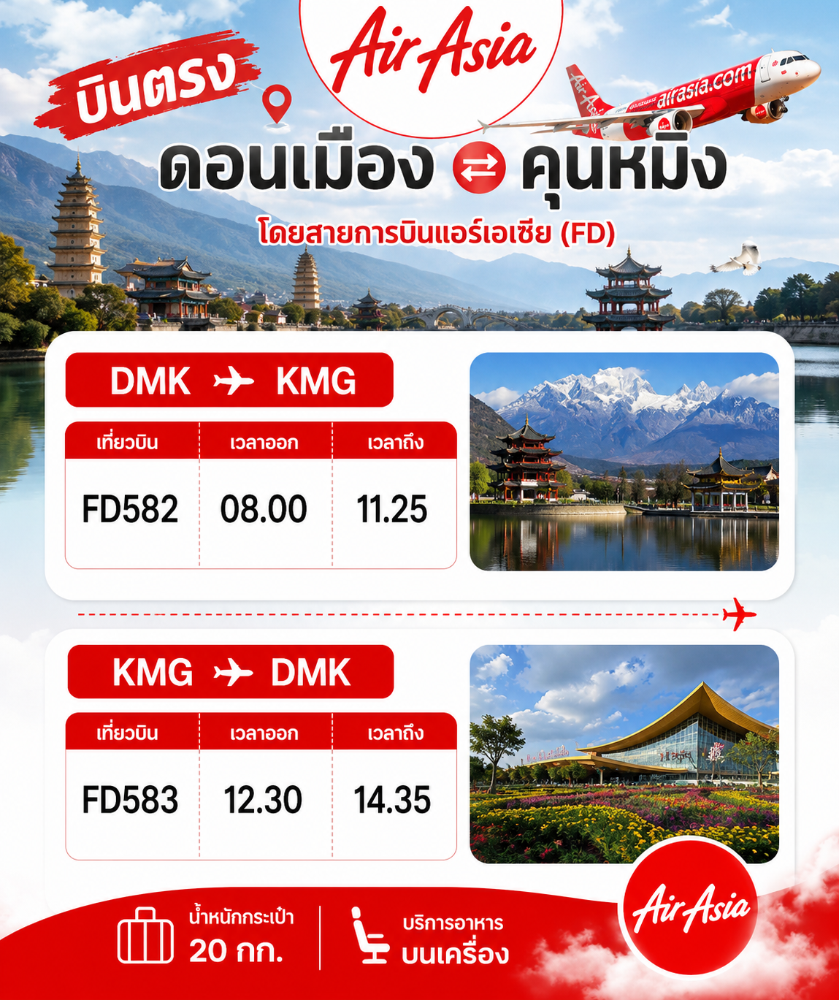 AirAsia
บินตรง
airasia.com
AirAsia
ดอนเมือง คุนหมิง
โดยสายการบินแอร์เอเชีย (FD)
DMK KMG
เที่ยวบิน เวลาออก เวลาถึง
FD582 08.00 11.25
KMG DMK
เที่ยวบิน เวลาออก เวลาถึง
FD583 12.30 14.35
น้ำหนักกระเป๋า
20 กก.
บริการอาหาร
บนเครื่อง
AirAsia